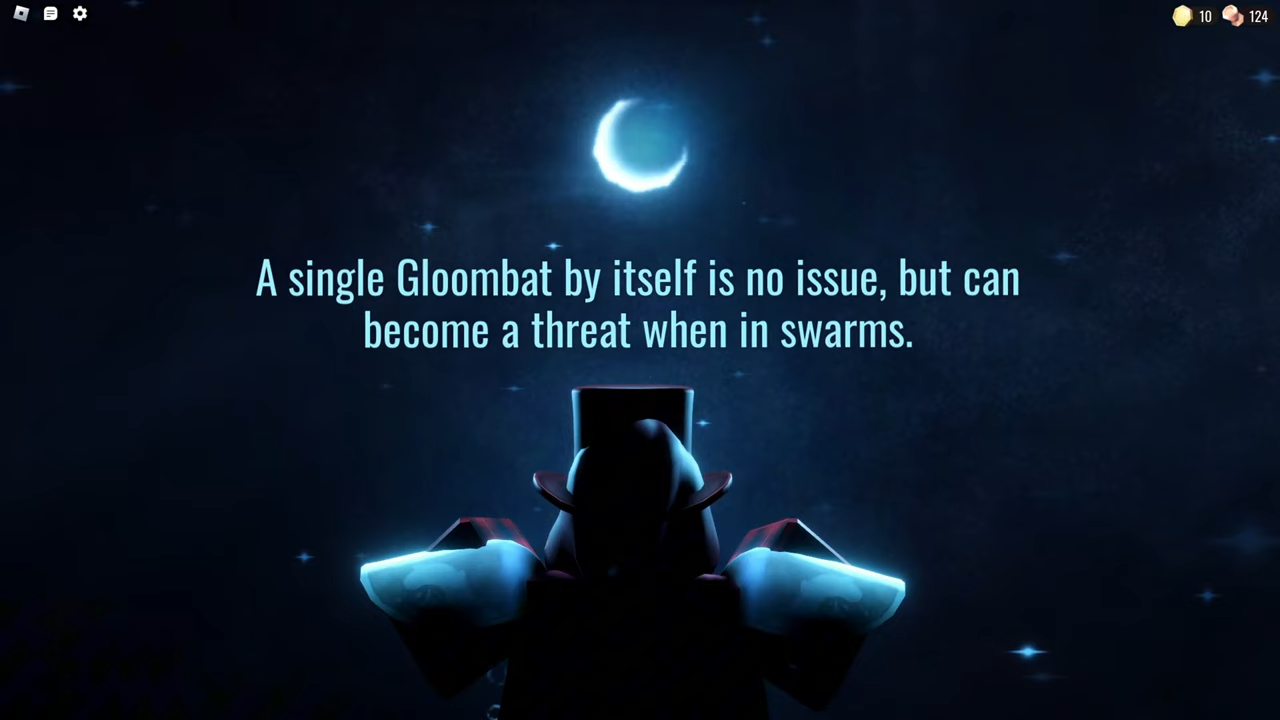 10
124
A single Gloombat by itself is no issue, but can
become a threat when in swarms.